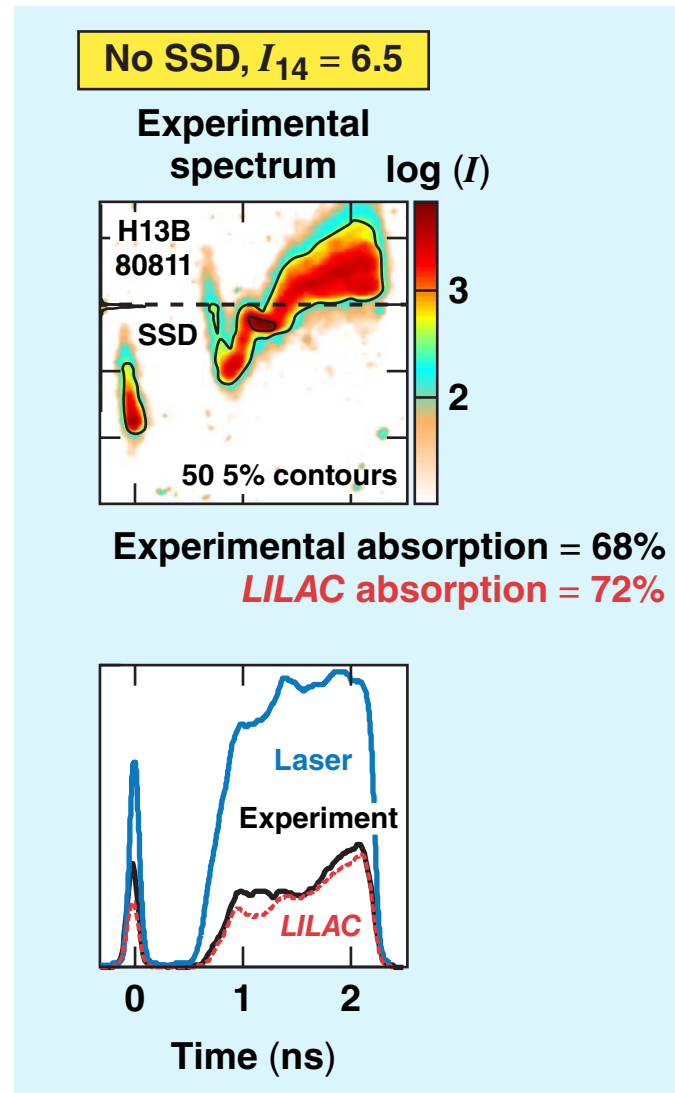 No SSD, I14 = 6.5
Experimental
spectrum
log (I)
H13B
80811
SSD
3
2
50 5% contours
Experimental absorption = 68%
LILAC absorption = 72%
Laser
Experiment
LILAC
0 1 2
Time (ns)